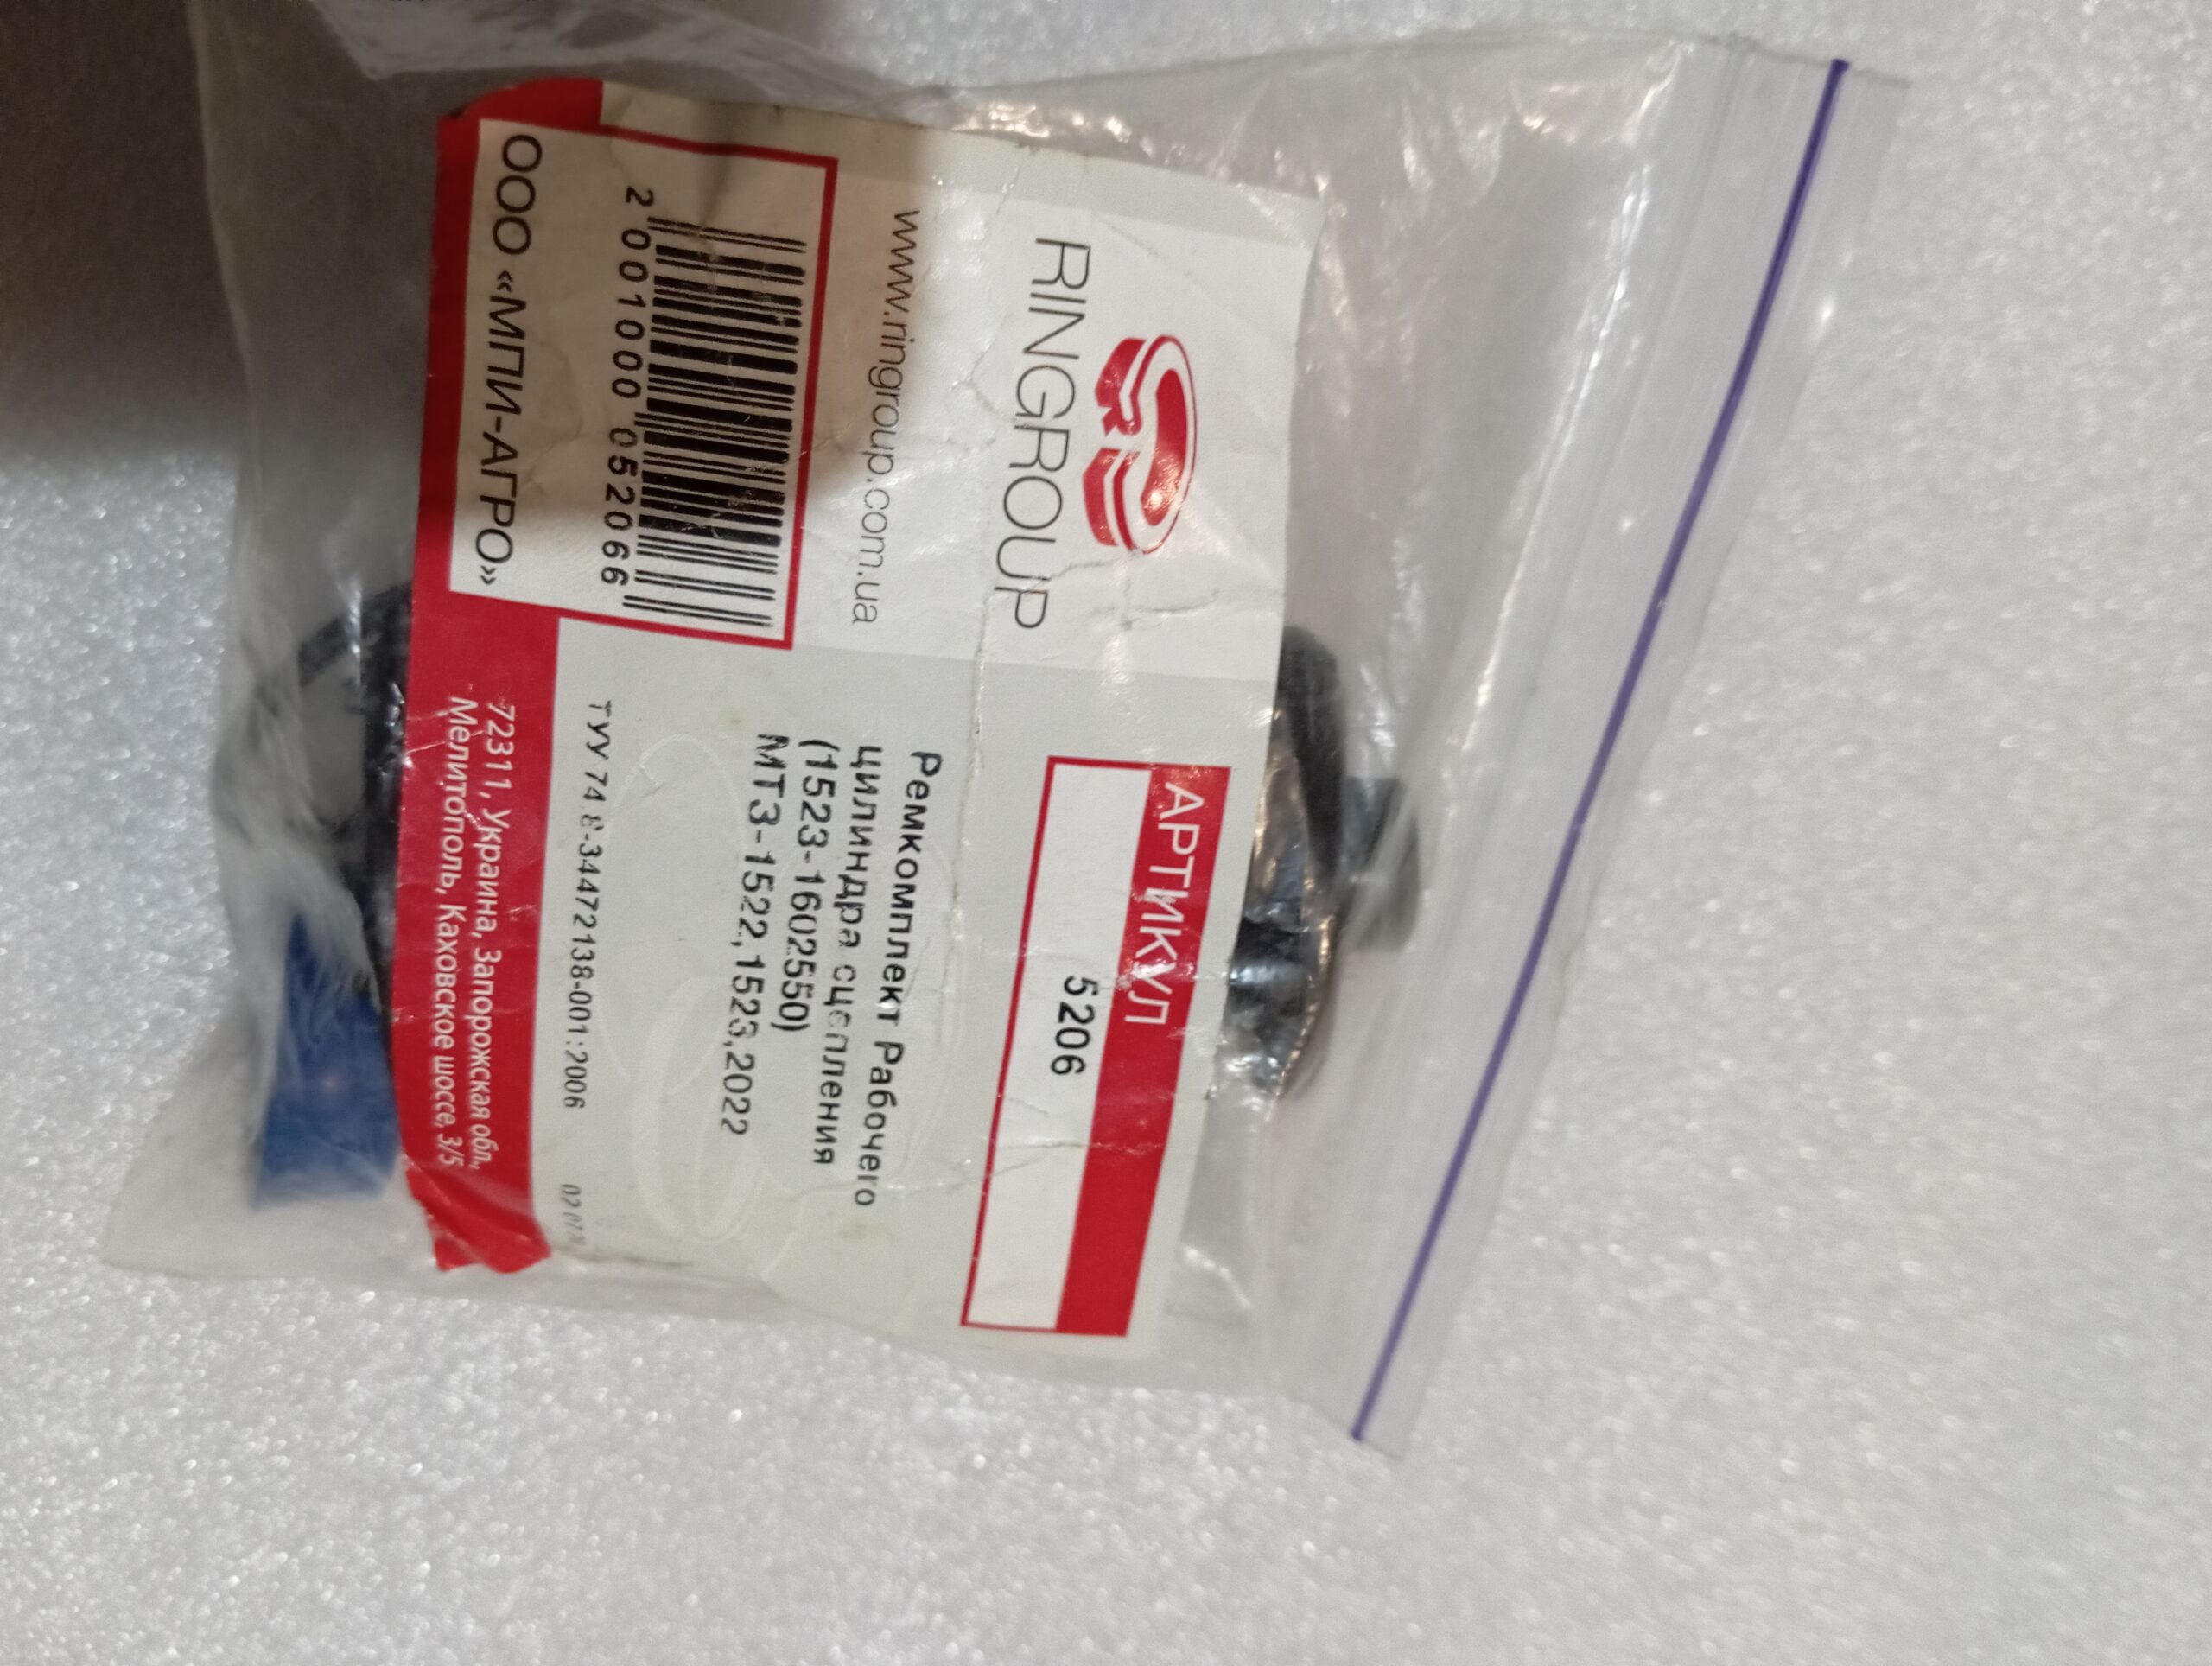 RINGROUP
www.ringroup.com.ua
2 001000 052066
ООО «МПИ-АГРО»
АРТИКУЛ
5206
Ремкомплект Рабочего
цилиндра сцепления
(1523-1602550)
МТЗ-1522,1523,2022
ТУУ 74.8-34472138-001:2006
72311, Украина, Запорожская обл.,
Мелитополь, Каховское шоссе, 3/5